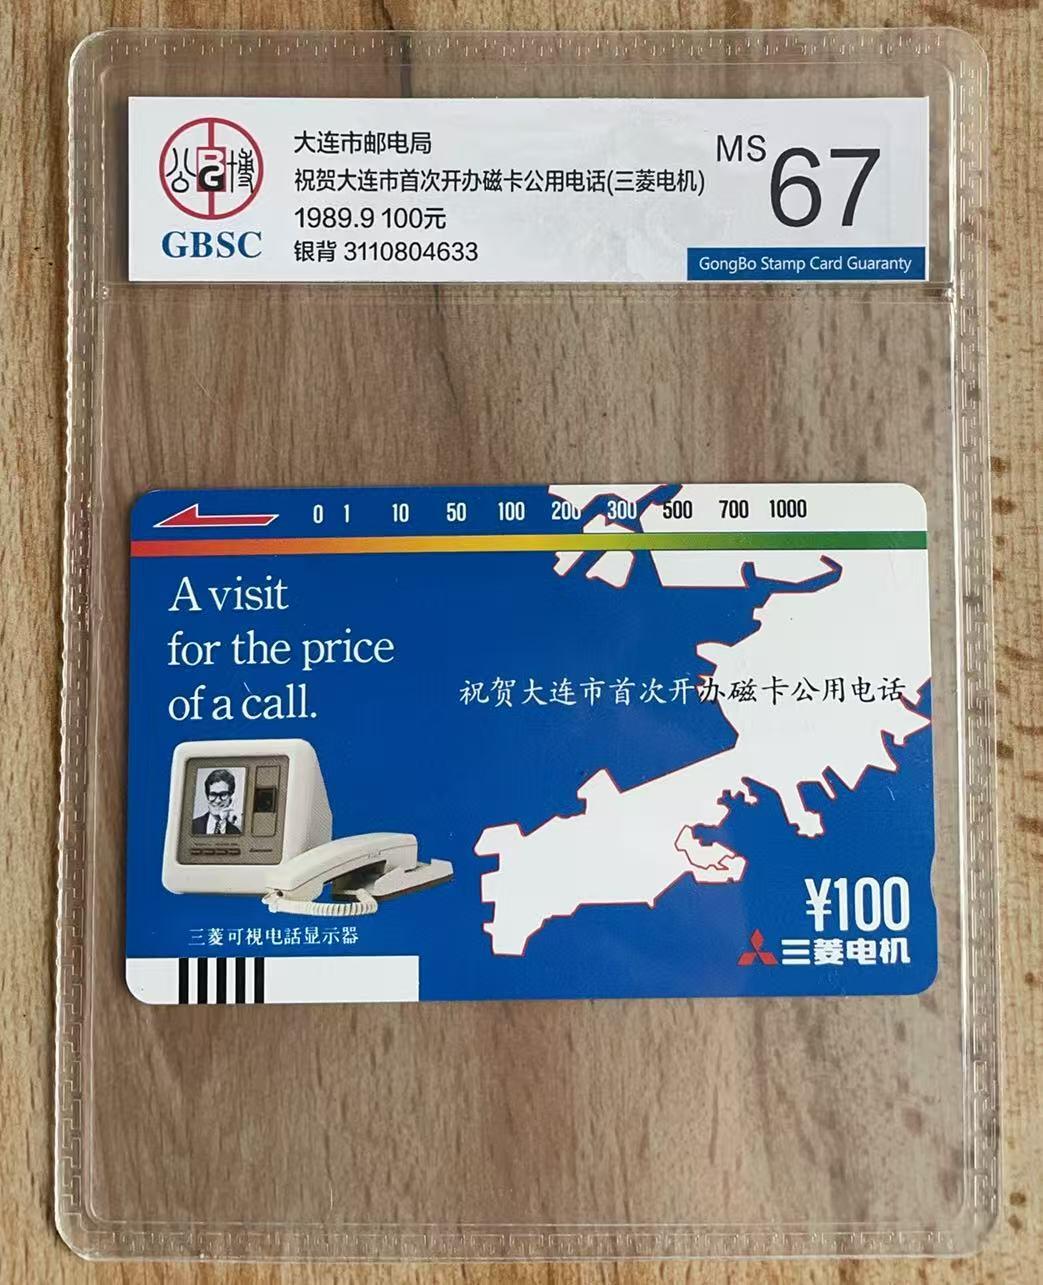 公博
BG
GBSC
大连市邮电局
祝贺大连市首次开办磁卡公用电话(三菱电机)
1989.9 100元
银背 3110804633
MS 67
GongBo Stamp Card Guaranty
0 1 10 50 100 200 300 500 700 1000
A visit
for the price
of a call.
祝贺大连市首次开办磁卡公用电话
三菱可視电話显示器
¥100
三菱电机